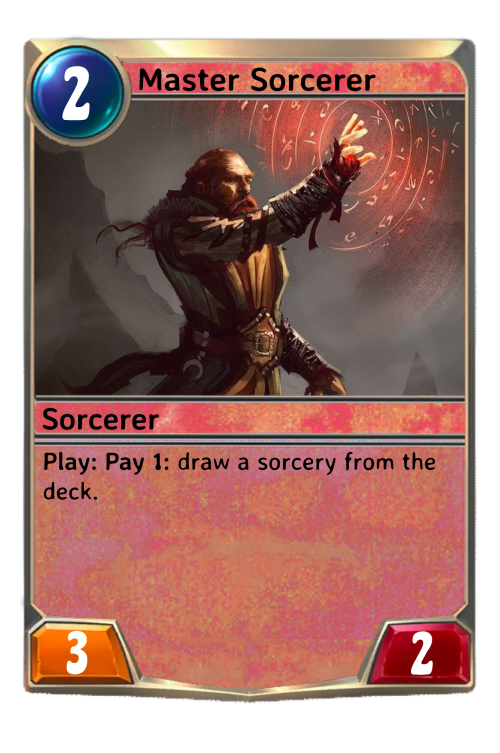 2
Master Sorcerer
Sorcerer
Play: Pay 1: draw a sorcery from the
deck.
3
2